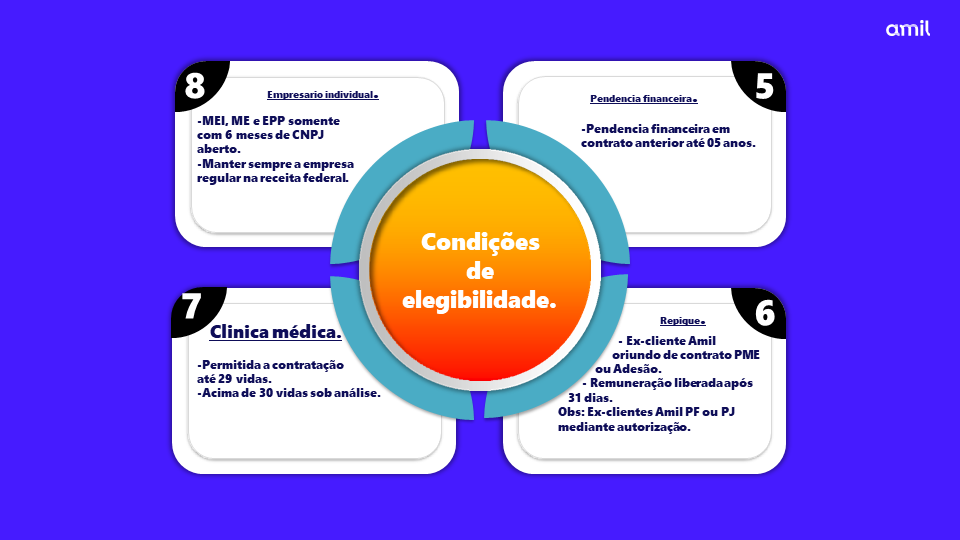 amil
8
Empresario individual.
-MEI, ME e EPP somente
com 6 meses de CNPJ
aberto.
-Manter sempre a empresa
regular na receita federal.
5
Pendencia financeira.
-Pendencia financeira em
contrato anterior até 05 anos.
Condições
de
elegibilidade.
7
Clinica médica.
-Permitida a contratação
até 29 vidas.
-Acima de 30 vidas sob análise.
6
Repique.
- Ex-cliente Amil
oriundo de contrato PME
ou Adesão.
- Remuneração liberada após
31 dias.
Obs: Ex-clientes Amil PF ou PJ
mediante autorização.